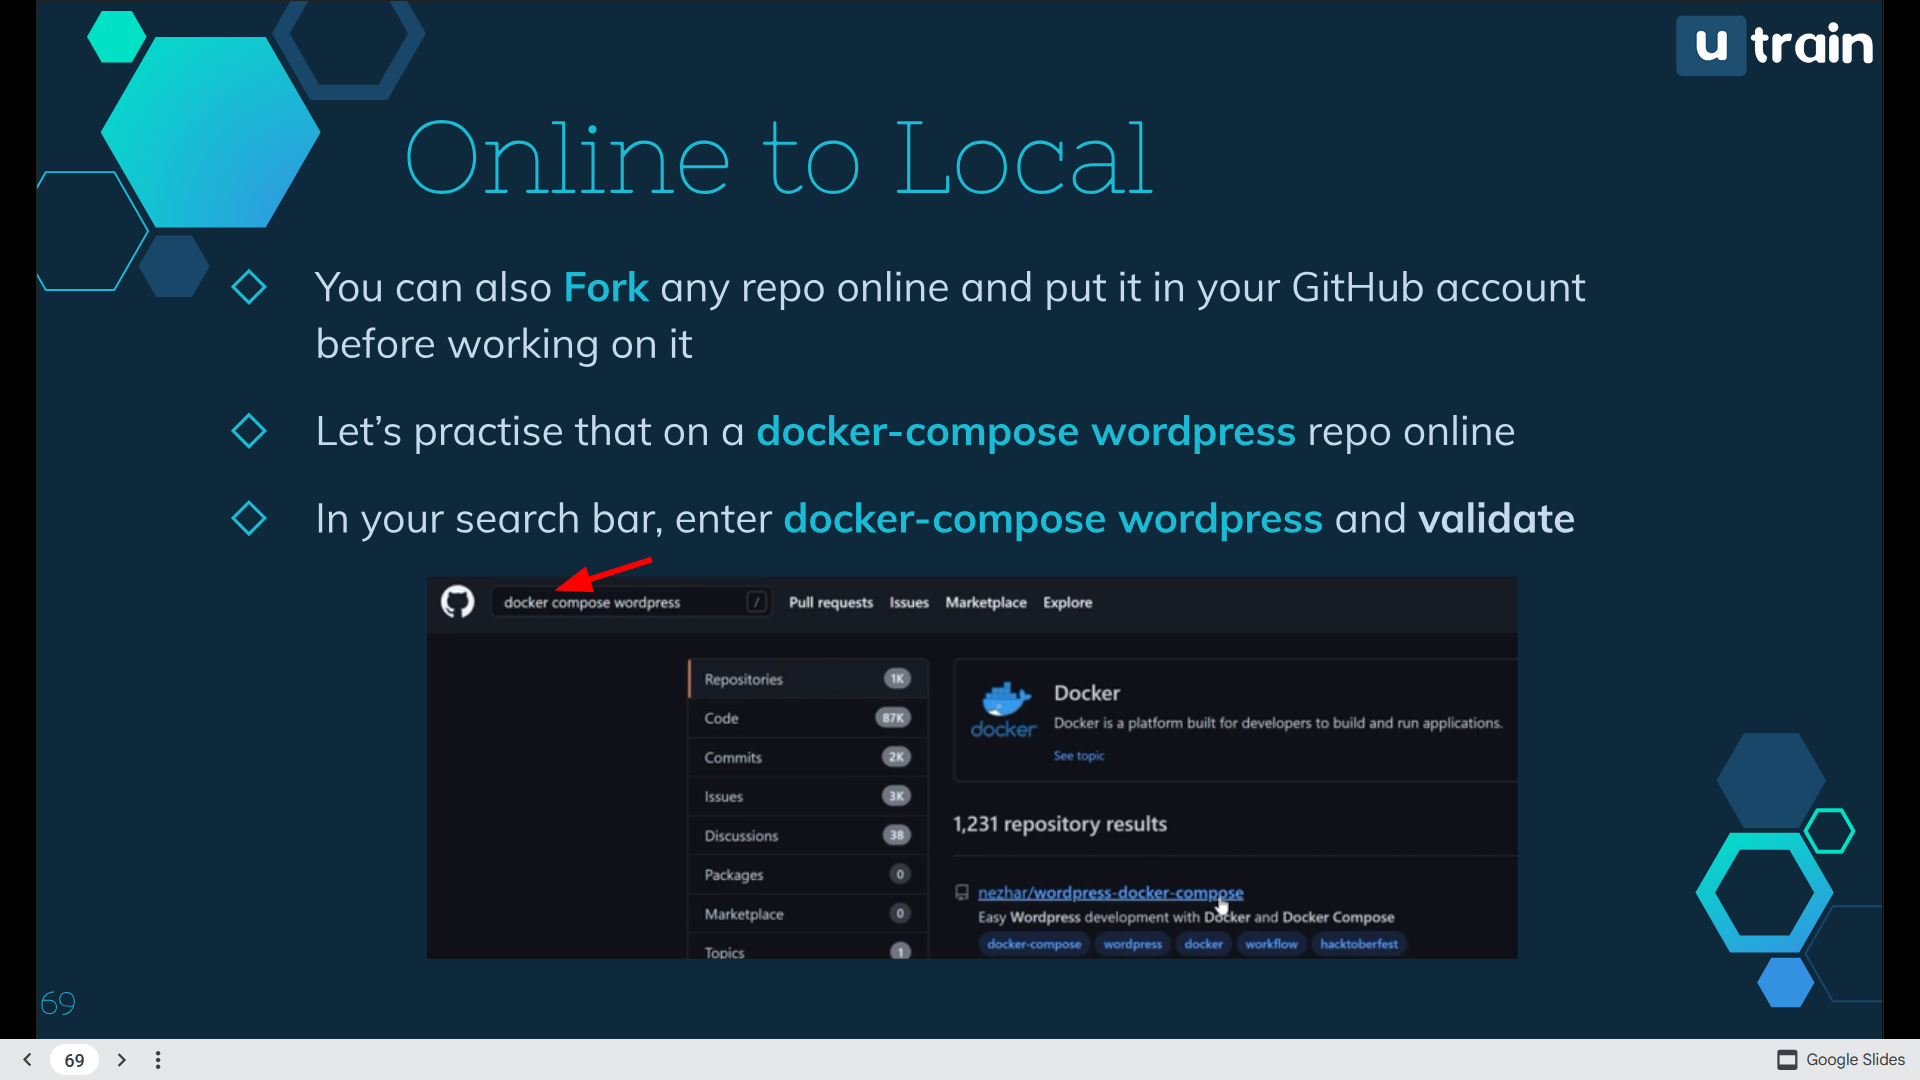 u train
Online to Local
You can also Fork any repo online and put it in your GitHub account
before working on it
Let’s practise that on a docker-compose wordpress repo online
In your search bar, enter docker-compose wordpress and validate
docker compose wordpress / Pull requests Issues Marketplace Explore
Repositories 1K
Code 87K
Commits 2K
Issues 3K
Discussions 38
Packages 0
Marketplace 0
Topics 1
docker
Docker
Docker is a platform built for developers to build and run applications.
See topic
1,231 repository results
nezhar/wordpress-docker-compose
Easy Wordpress development with Docker and Docker Compose
docker-compose wordpress docker workflow hacktoberfest
69
69
Google Slides